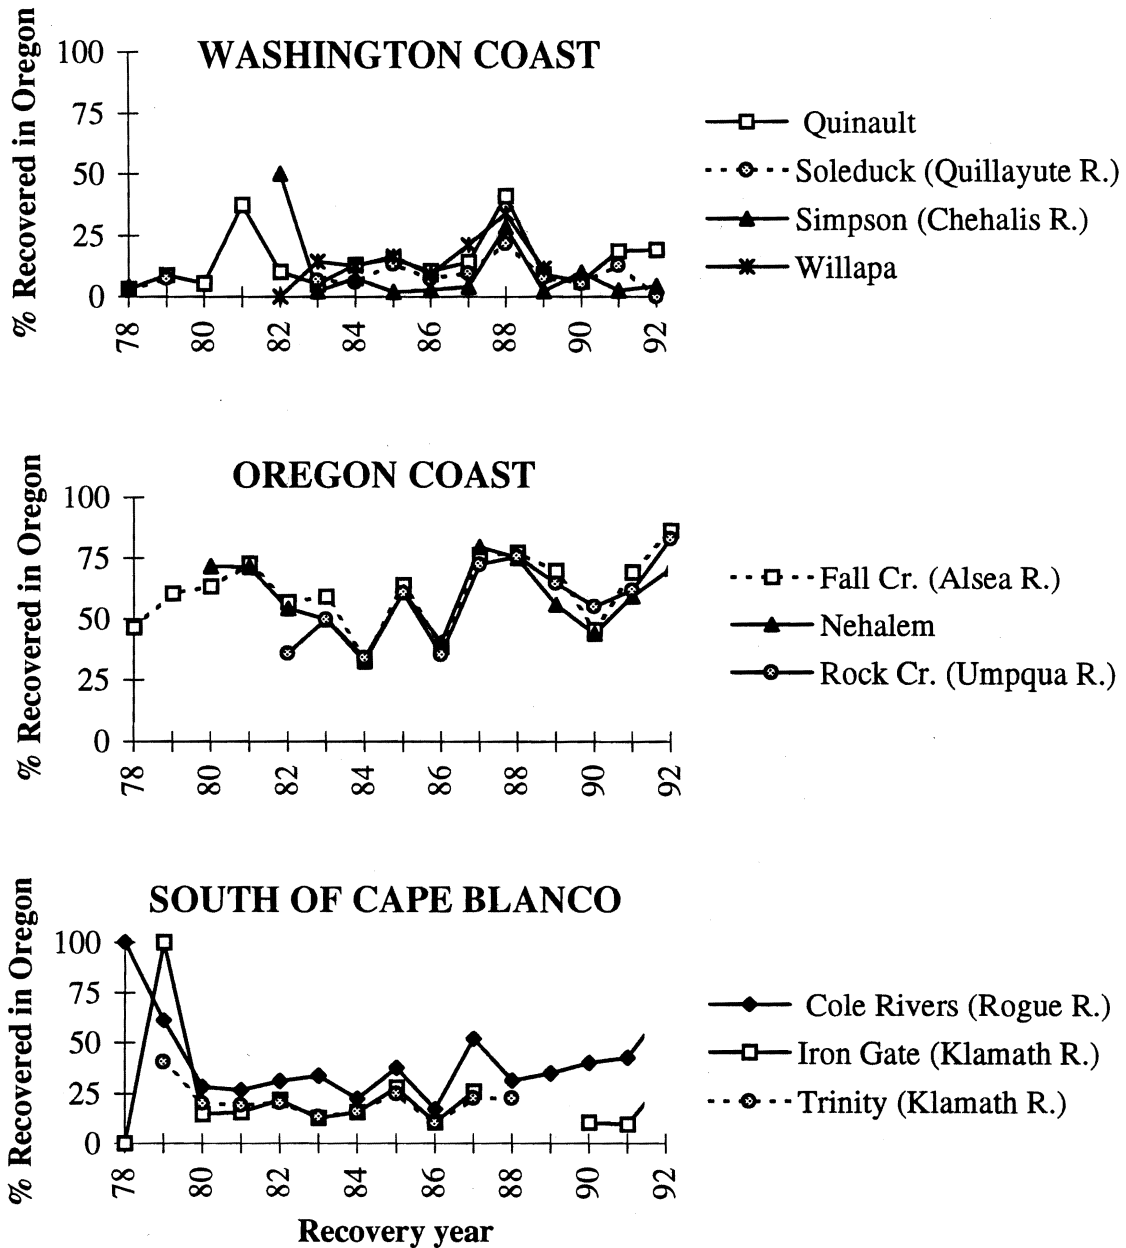 WASHINGTON COAST
% Recovered in Oregon
100
75
50
25
0
78
80
82
84
86
88
90
92
Quinault
Soleduck (Quillayute R.)
Simpson (Chehalis R.)
Willapa
OREGON COAST
% Recovered in Oregon
100
75
50
25
0
78
80
82
84
86
88
90
92
Fall Cr. (Alsea R.)
Nehalem
Rock Cr. (Umpqua R.)
SOUTH OF CAPE BLANCO
% Recovered in Oregon
100
75
50
25
0
78
80
82
84
86
88
90
92
Cole Rivers (Rogue R.)
Iron Gate (Klamath R.)
Trinity (Klamath R.)
Recovery year